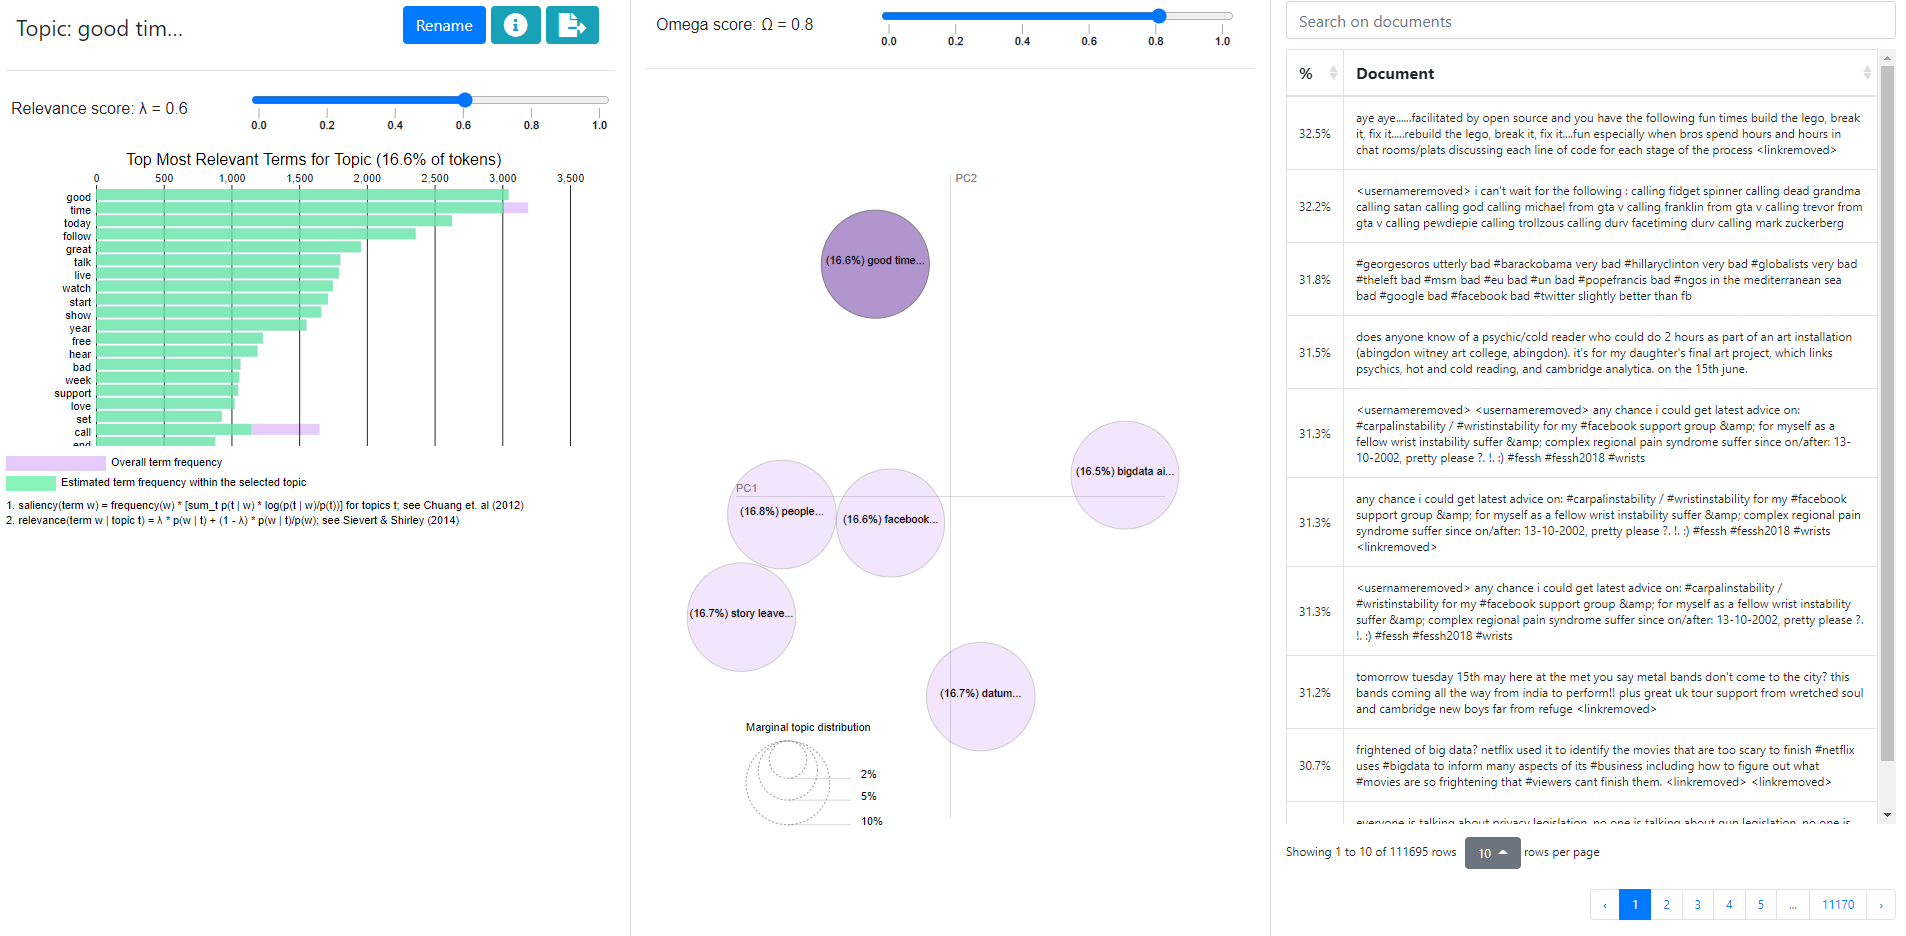 Topic: good tim...
Rename
Relevance score: λ = 0.6
0.0 0.2 0.4 0.6 0.8 1.0
Top Most Relevant Terms for Topic (16.6% of tokens)
0 500 1,000 1,500 2,000 2,500 3,000 3,500
good
time
today
follow
great
talk
live
watch
start
show
year
free
hear
bad
week
support
love
set
call
end
Overall term frequency
Estimated term frequency within the selected topic
1. saliency(term w) = frequency(w) * [sum_t p(t | w) * log(p(t | w)/p(t))] for topics t; see Chuang et. al (2012)
2. relevance(term w | topic t) = λ * p(w | t) + (1 - λ) * p(w | t)/p(w); see Sievert & Shirley (2014)
Omega score: Ω = 0.8
0.0 0.2 0.4 0.6 0.8 1.0
PC2
(16.6%) good time...
(16.5%) bigdata ai...
PC1
(16.8%) people...
(16.6%) facebook...
(16.7%) story leave...
(16.7%) datum...
Marginal topic distribution
2%
5%
10%
Search on documents
% Document
32.5%
aye aye......facilitated by open source and you have the following fun times build the lego, break
it, fix it.....rebuild the lego, break it, fix it....fun especially when bros spend hours and hours in
chat rooms/plats discussing each line of code for each stage of the process <linkremoved>
32.2%
<usernameremoved> i can't wait for the following : calling fidget spinner calling dead grandma
calling satan calling god calling michael from gta v calling franklin from gta v calling trevor from
gta v calling pewdiepie calling trollzous calling durv facetiming durv calling mark zuckerberg
31.8%
#georgesoros utterly bad #barackobama very bad #hillaryclinton very bad #globalists very bad
#theleft bad #msm bad #eu bad #un bad #popefrancis bad #ngos in the mediterranean sea
bad #google bad #facebook bad #twitter slightly better than fb
31.5%
does anyone know of a psychic/cold reader who could do 2 hours as part of an art installation
(abingdon witney art college, abingdon). it's for my daughter's final art project, which links
psychics, hot and cold reading, and cambridge analytica. on the 15th june.
31.3%
<usernameremoved> <usernameremoved> any chance i could get latest advice on:
#carpalinstability / #wristinstability for my #facebook support group &amp; for myself as a
fellow wrist instability suffer &amp; complex regional pain syndrome suffer since on/after: 13-
10-2002, pretty please ?. !. :) #fessh #fessh2018 #wrists
31.3%
any chance i could get latest advice on: #carpalinstability / #wristinstability for my #facebook
support group &amp; for myself as a fellow wrist instability suffer &amp; complex regional pain
syndrome suffer since on/after: 13-10-2002, pretty please ?. !. :) #fessh #fessh2018 #wrists
<linkremoved>
31.3%
<usernameremoved> any chance i could get latest advice on: #carpalinstability /
#wristinstability for my #facebook support group &amp; for myself as a fellow wrist instability
suffer &amp; complex regional pain syndrome suffer since on/after: 13-10-2002, pretty please ?.
!. :) #fessh #fessh2018 #wrists
31.2%
tomorrow tuesday 15th may here at the met you say metal bands don't come to the city? this
bands coming all the way from india to perform!! plus great uk tour support from wretched soul
and cambridge new boys far from refuge <linkremoved>
30.7%
frightened of big data? netflix used it to identify the movies that are too scary to finish #netflix
uses #bigdata to inform many aspects of its #business including how to figure out what
#movies are so frightening that #viewers cant finish them. <linkremoved> <linkremoved>
everyone is talking about privacy legislation, no one is talking about gun legislation, no one is
Showing 1 to 10 of 111695 rows 10 rows per page
‹ 1 2 3 4 5 ... 11170 ›